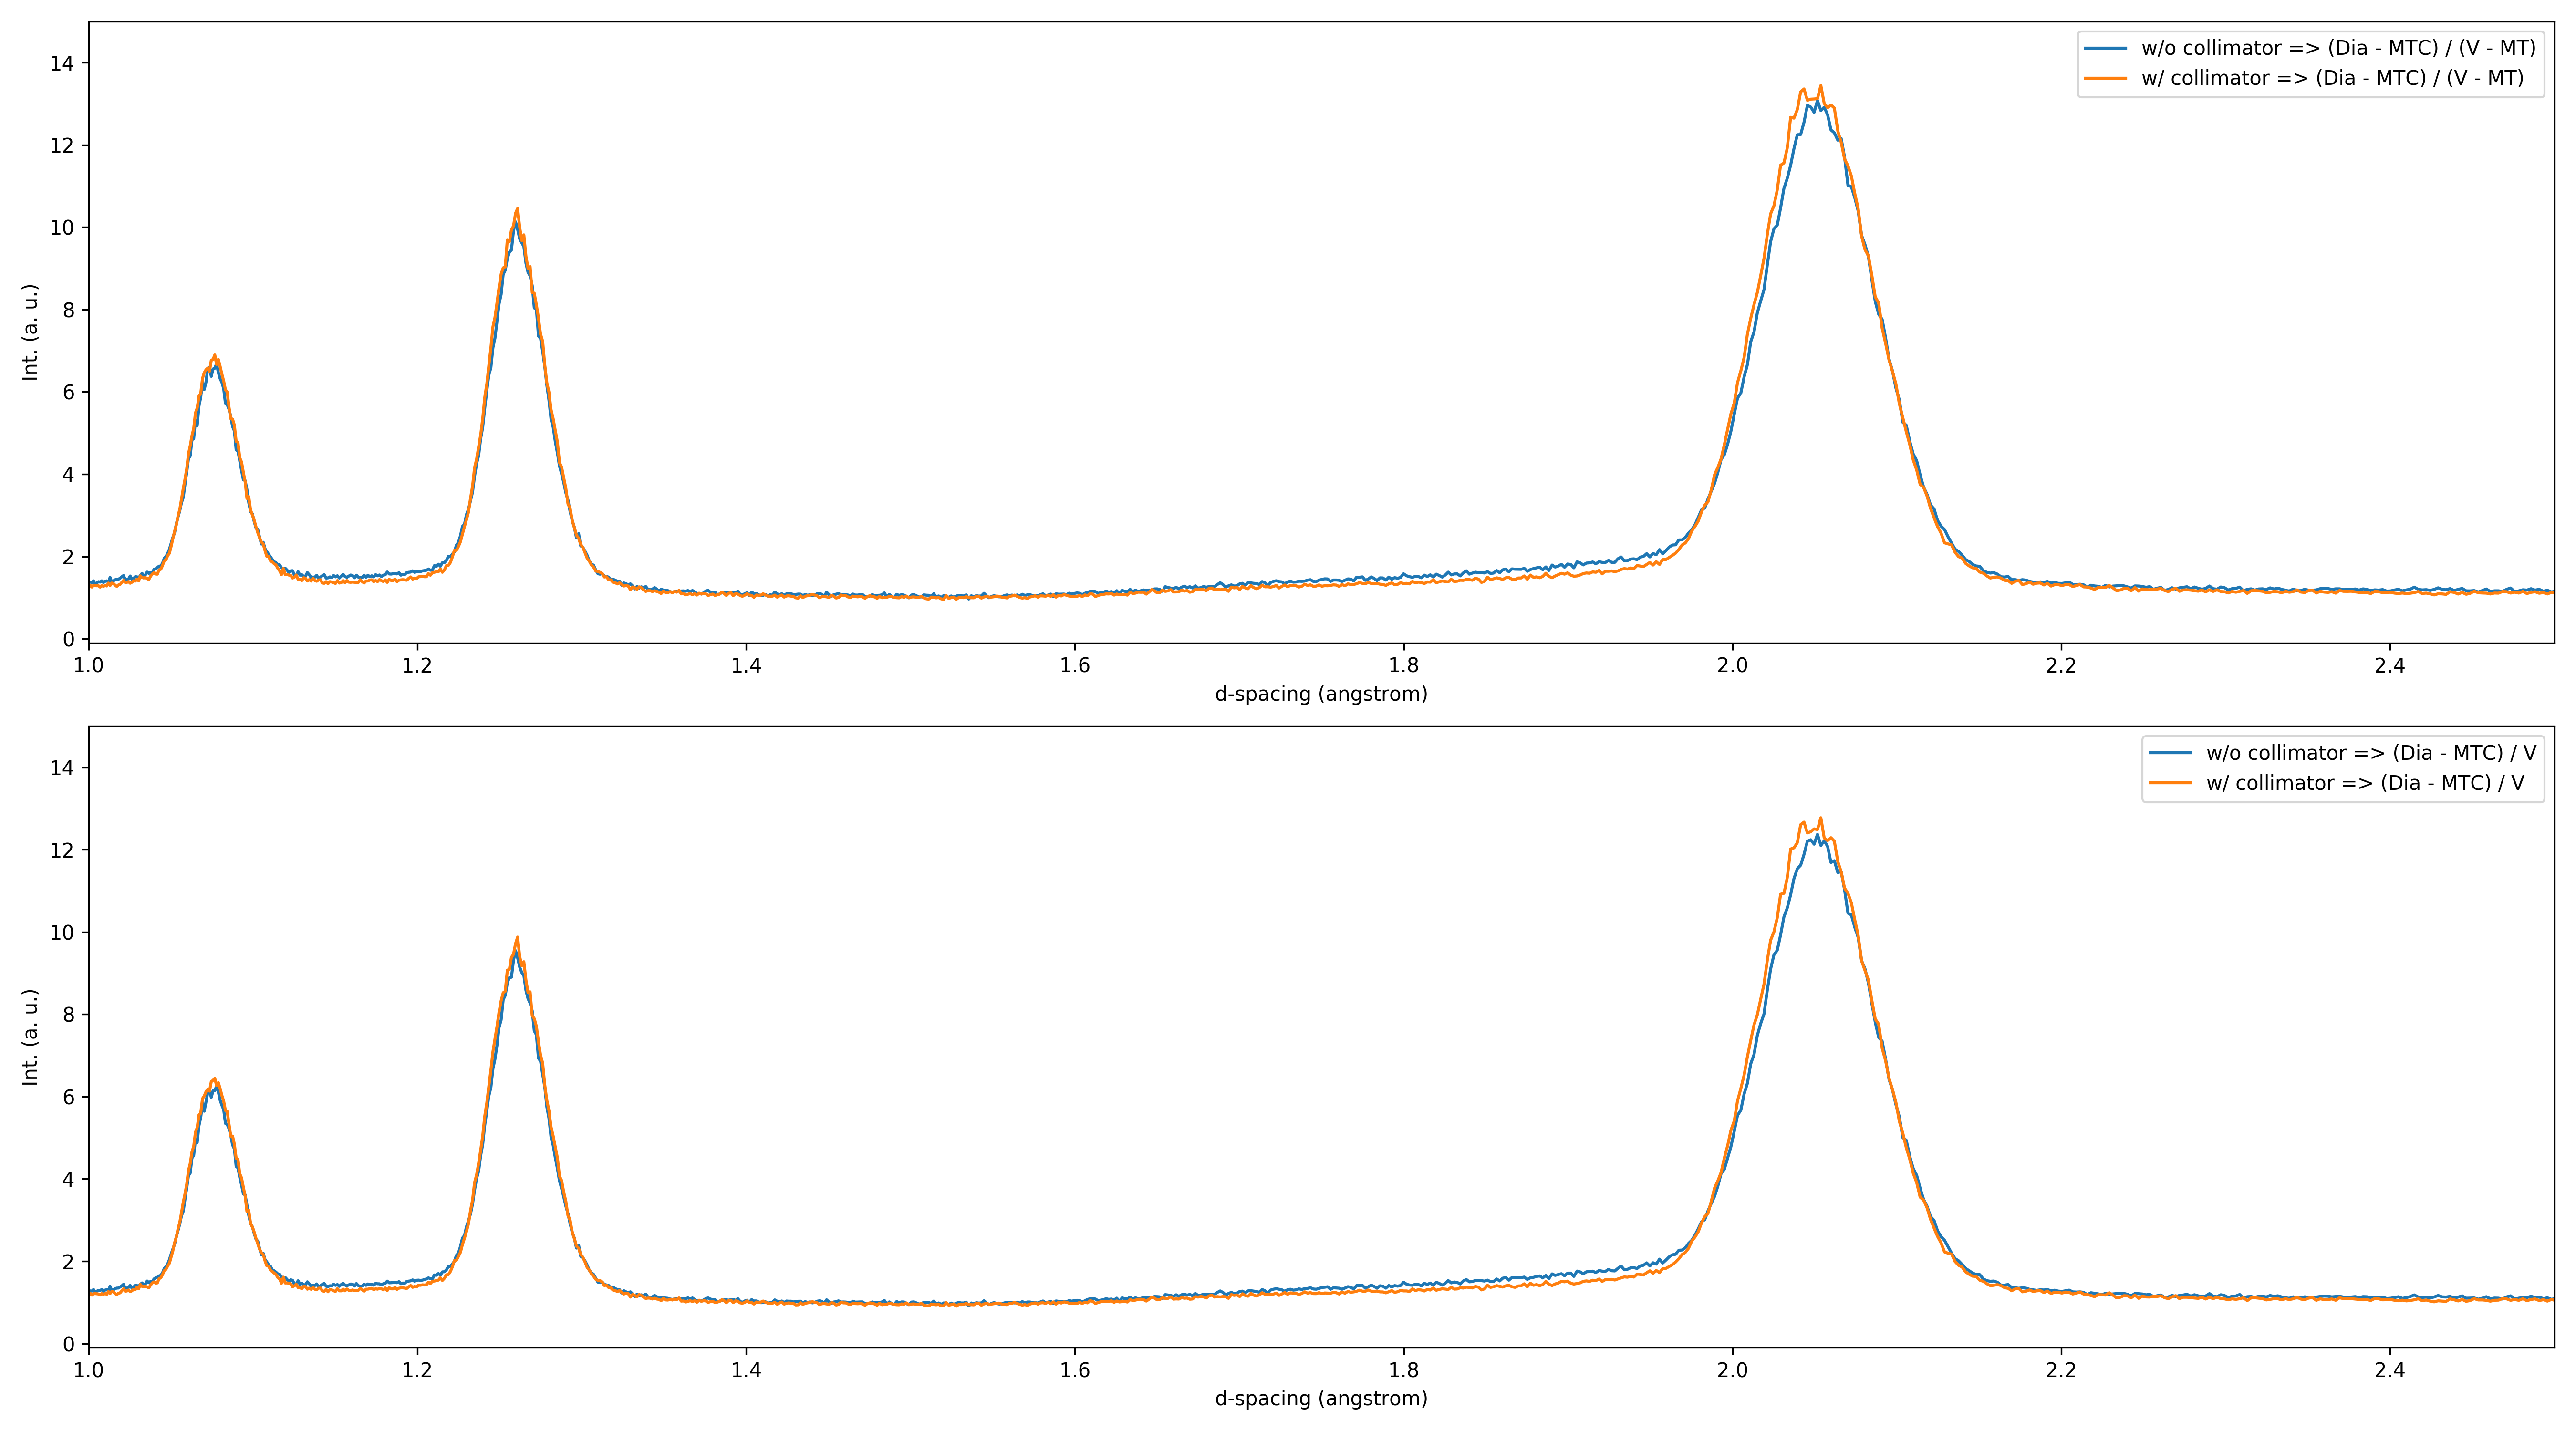 w/o collimator => (Dia - MTC) / (V - MT)
w/ collimator => (Dia - MTC) / (V - MT)
14
12
10
8
6
4
2
0
Int. (a. u.)
1.0 1.2 1.4 1.6 1.8 2.0 2.2 2.4
d-spacing (angstrom)
w/o collimator => (Dia - MTC) / V
w/ collimator => (Dia - MTC) / V
14
12
10
8
6
4
2
0
Int. (a. u.)
1.0 1.2 1.4 1.6 1.8 2.0 2.2 2.4
d-spacing (angstrom)